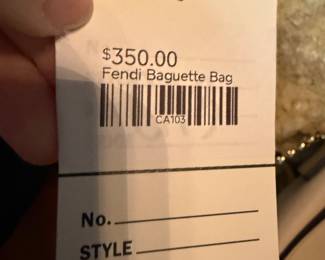 $350.00
Fendi Baguette Bag
CA103
No.
STYLE